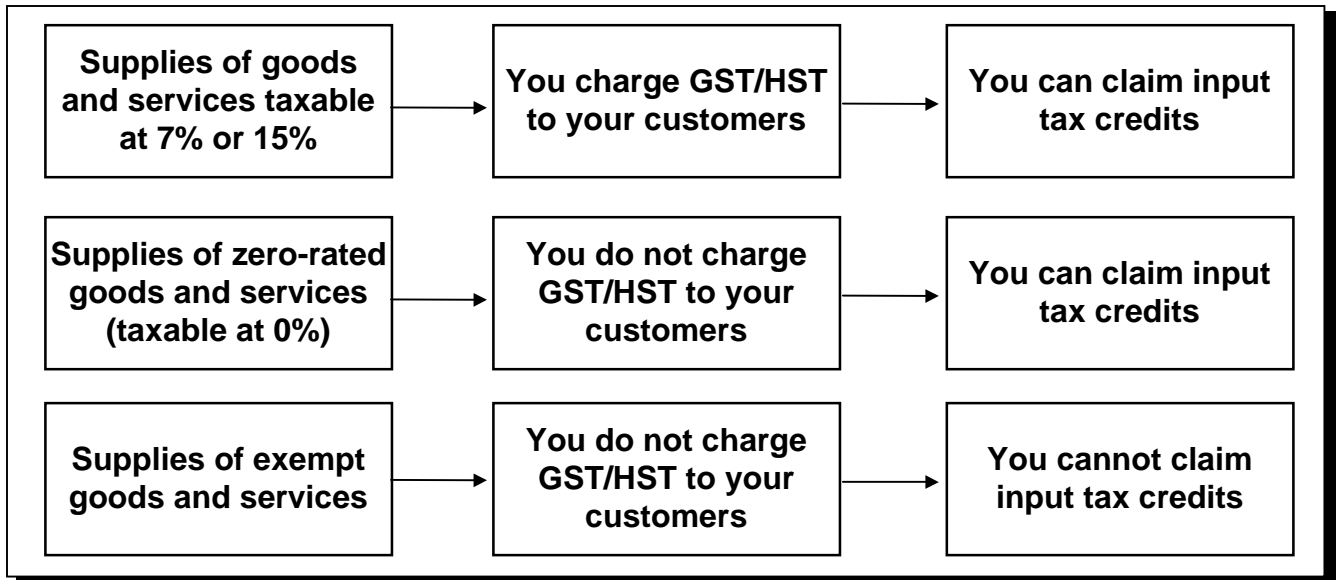 Supplies of goods
and services taxable
at 7% or 15%
You charge GST/HST
to your customers
You can claim input
tax credits
Supplies of zero-rated
goods and services
(taxable at 0%)
You do not charge
GST/HST to your
customers
You can claim input
tax credits
Supplies of exempt
goods and services
You do not charge
GST/HST to your
customers
You cannot claim
input tax credits